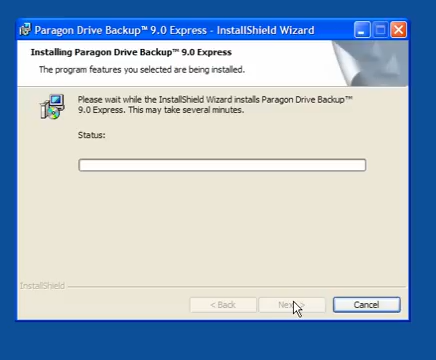 Paragon Drive Backup™ 9.0 Express - InstallShield Wizard
Installing Paragon Drive Backup™ 9.0 Express
The program features you selected are being installed.
Please wait while the InstallShield Wizard installs Paragon Drive Backup™
9.0 Express. This may take several minutes.
Status:
InstallShield
< Back
Next >
Cancel